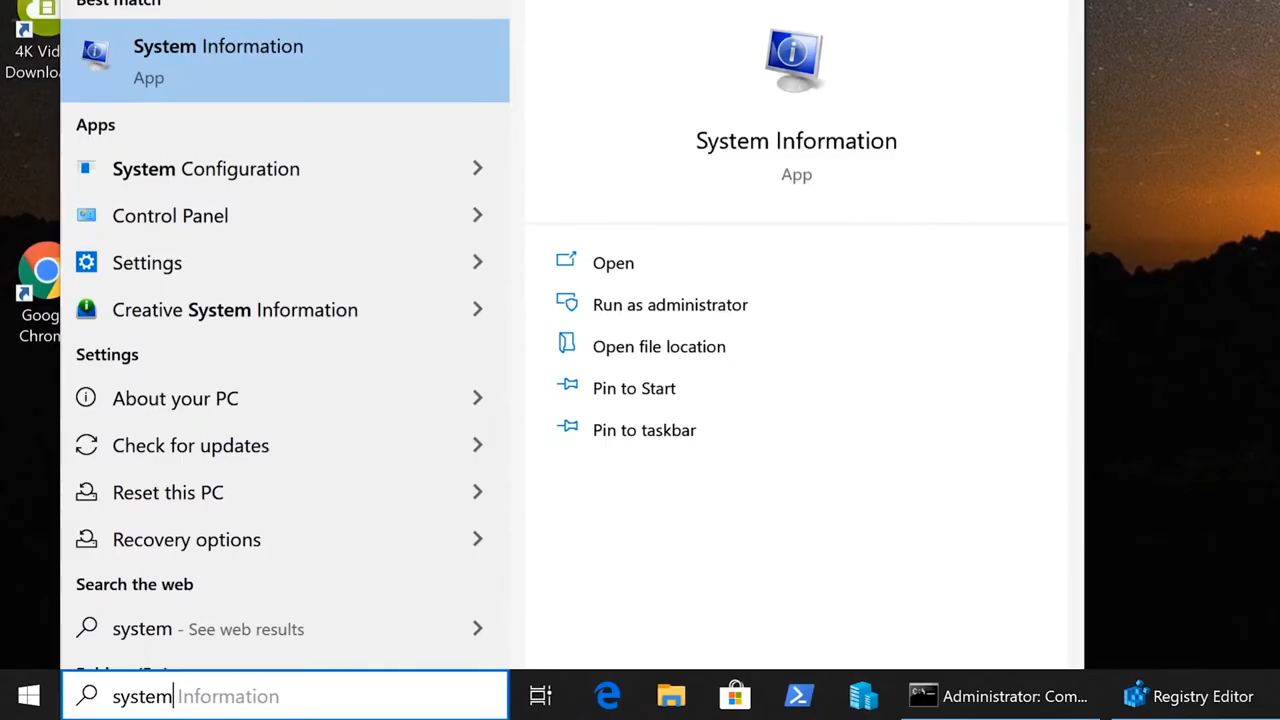 Best match
4K Vid
Downlo
System Information
App
Apps
System Configuration
Control Panel
Settings
Creative System Information
Settings
About your PC
Check for updates
Reset this PC
Recovery options
Search the web
system - See web results
system Information
Goog
Chron
System Information
App
Open
Run as administrator
Open file location
Pin to Start
Pin to taskbar
Administrator: Com...
Registry Editor